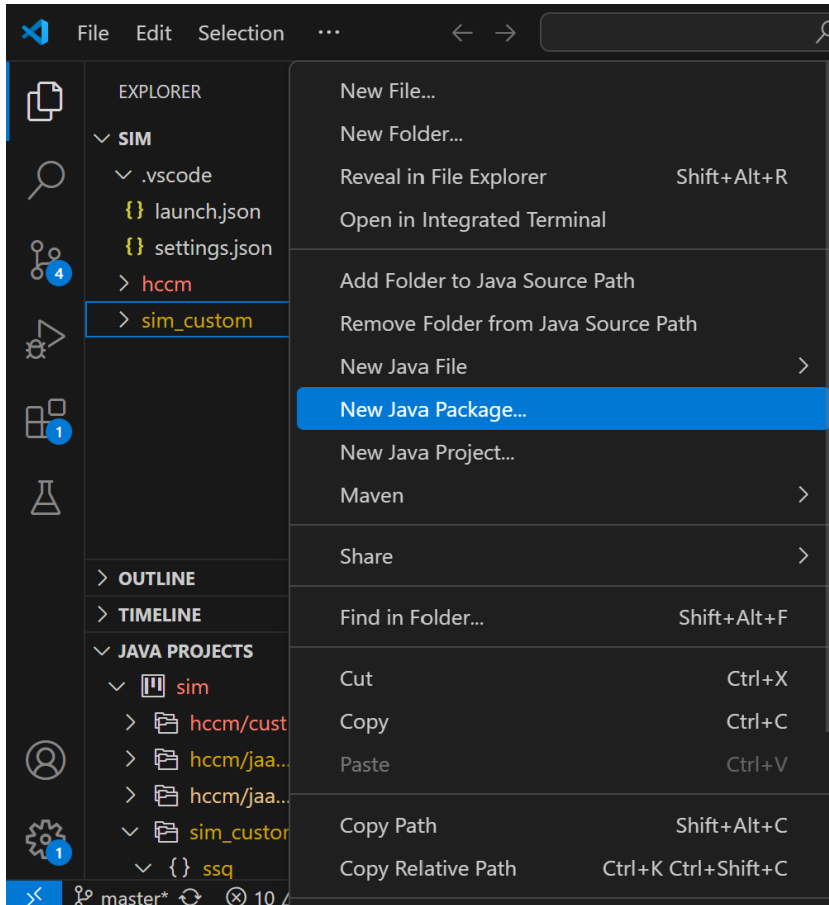 File Edit Selection ...
EXPLORER
SIM
.vscode
{} launch.json
{} settings.json
hccm
sim_custom
4
1
OUTLINE
TIMELINE
JAVA PROJECTS
sim
hccm/cust
hccm/jaa...
hccm/jaa...
sim_custor
{} ssq
1
master* 10
New File...
New Folder...
Reveal in File Explorer Shift+Alt+R
Open in Integrated Terminal
Add Folder to Java Source Path
Remove Folder from Java Source Path
New Java File
New Java Package...
New Java Project...
Maven
Share
Find in Folder... Shift+Alt+F
Cut Ctrl+X
Copy Ctrl+C
Paste Ctrl+V
Copy Path Shift+Alt+C
Copy Relative Path Ctrl+K Ctrl+Shift+C